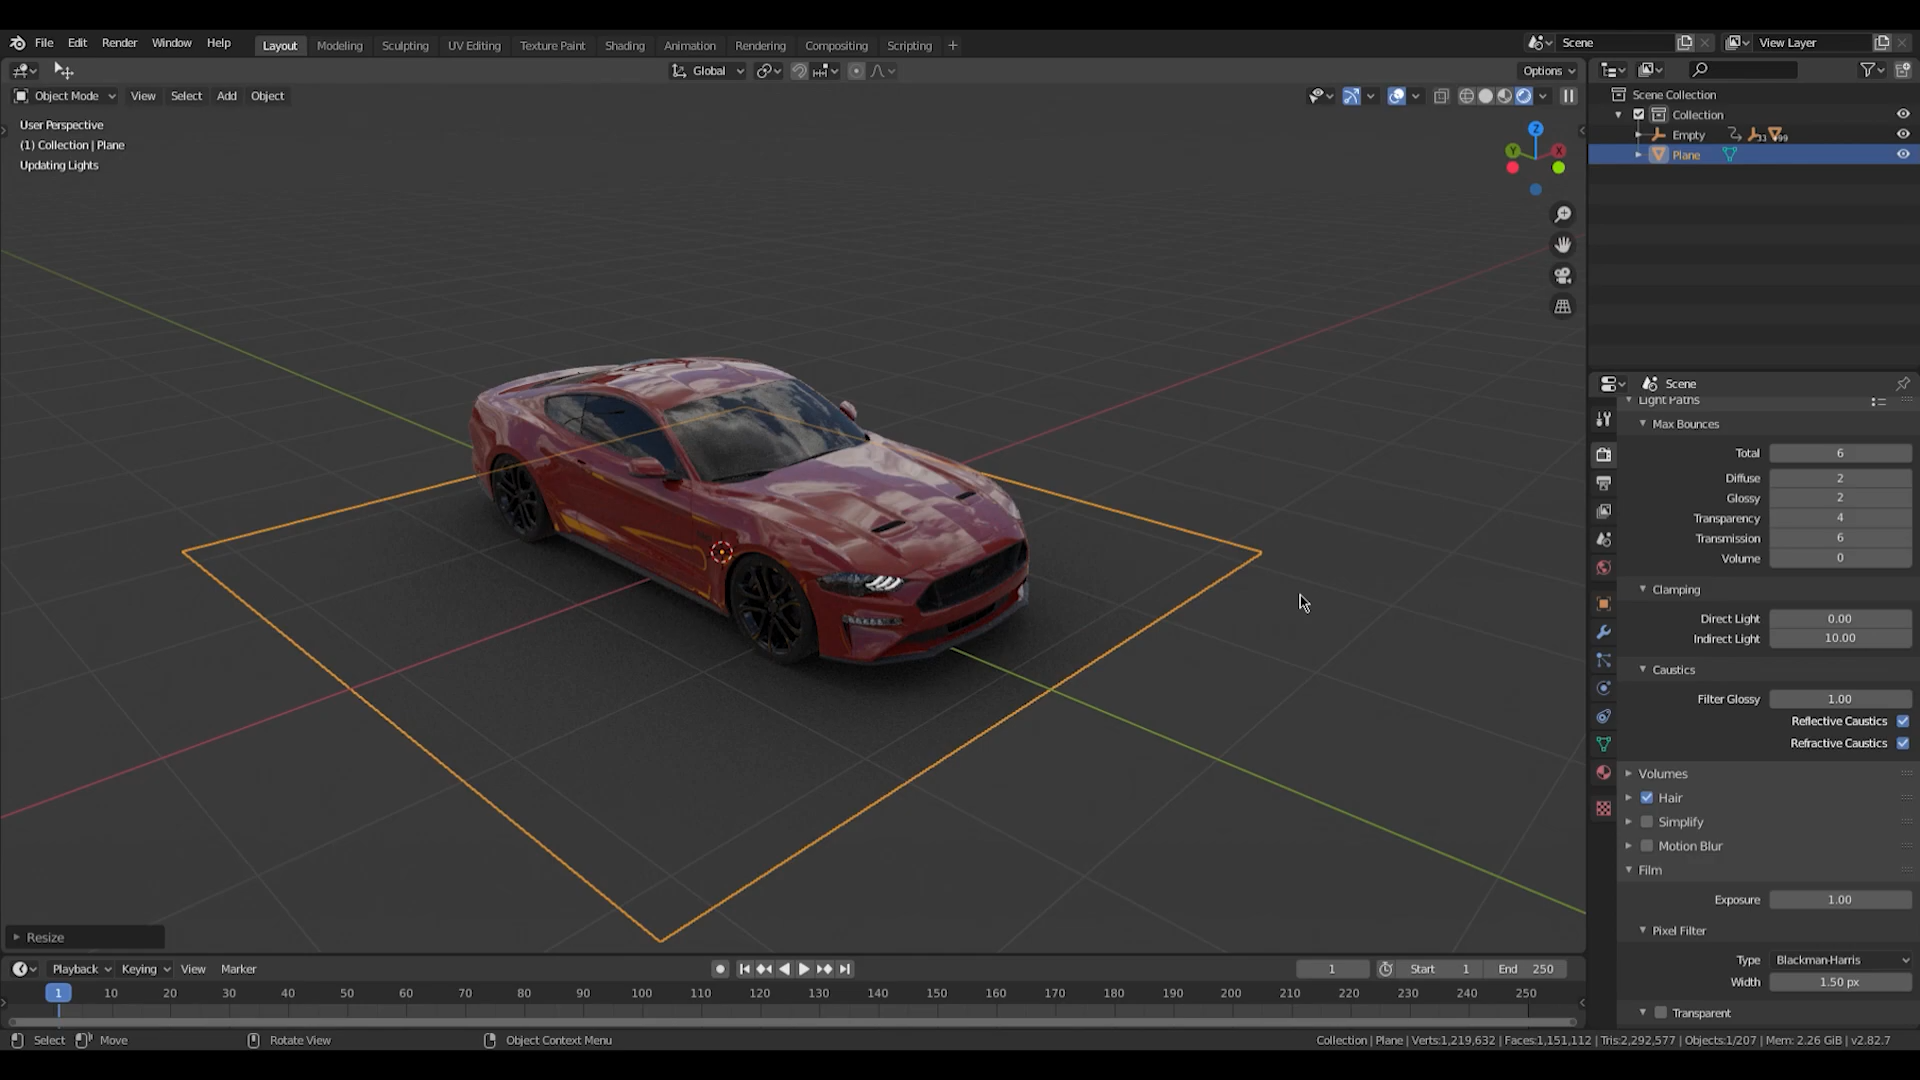 File Edit Render Window Help Layout Modeling Sculpting UV Editing Texture Paint Shading Animation Rendering Compositing Scripting Scene View Layer
Global Options
Object Mode View Select Add Object
User Perspective
(1) Collection | Plane
Updating Lights
Z
Y
X
Scene Collection
Collection
Empty 31 99
Plane
Scene
Light Paths
Max Bounces
Total 6
Diffuse 2
Glossy 2
Transparency 4
Transmission 6
Volume 0
Clamping
Direct Light 0.00
Indirect Light 10.00
Caustics
Filter Glossy 1.00
Reflective Caustics
Refractive Caustics
Volumes
Hair
Simplify
Motion Blur
Film
Exposure 1.00
Pixel Filter
Type Blackman-Harris
Width 1.50 px
Transparent
Resize
Playback Keying View Marker 1 Start 1 End 250
1 10 20 30 40 50 60 70 80 90 100 110 120 130 140 150 160 170 180 190 200 210 220 230 240 250
Select Move Rotate View Object Context Menu Collection | Plane | Verts:1,219,632 | Faces:1,151,112 | Tris:2,292,577 | Objects:1/207 | Mem: 2.26 GiB | v2.82.7